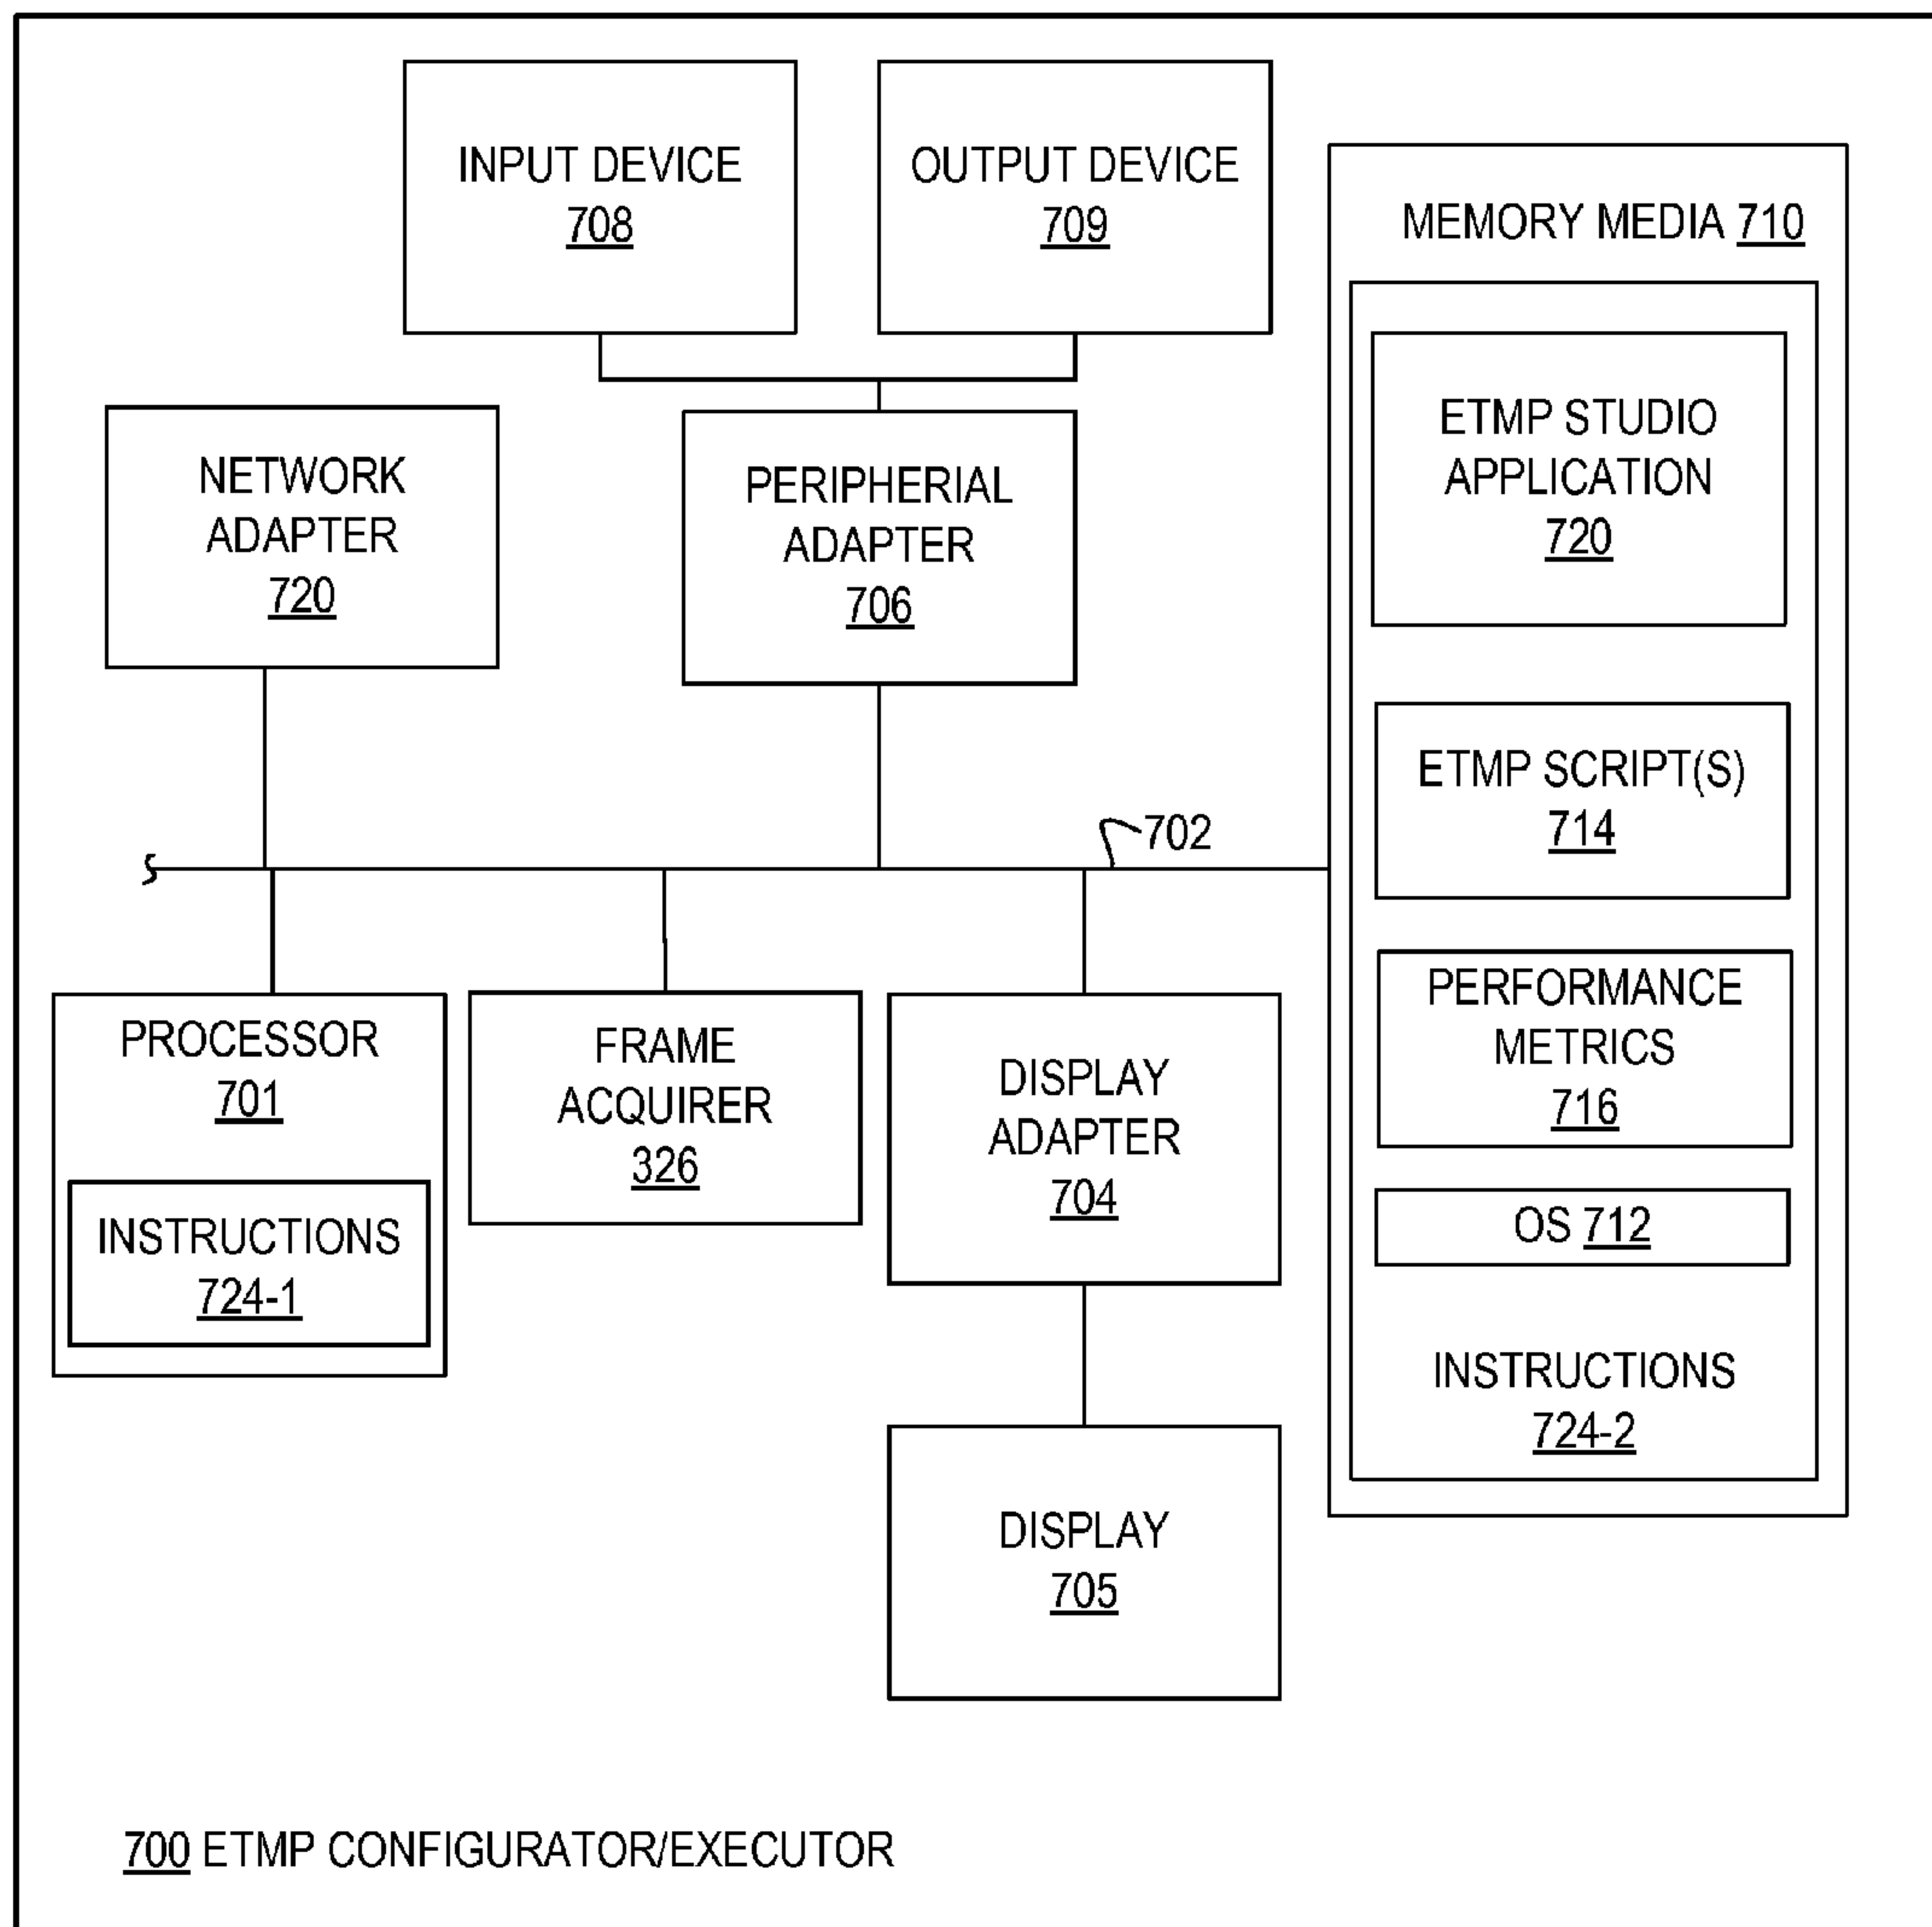 INPUT DEVICE
708
OUTPUT DEVICE
709
MEMORY MEDIA 710
ETMP STUDIO
APPLICATION
720
NETWORK
ADAPTER
720
PERIPHERIAL
ADAPTER
706
ETMP SCRIPT(S)
714
702
PERFORMANCE
METRICS
716
PROCESSOR
701
INSTRUCTIONS
724-1
FRAME
ACQUIRER
326
DISPLAY
ADAPTER
704
OS 712
INSTRUCTIONS
724-2
DISPLAY
705
700 ETMP CONFIGURATOR/EXECUTOR